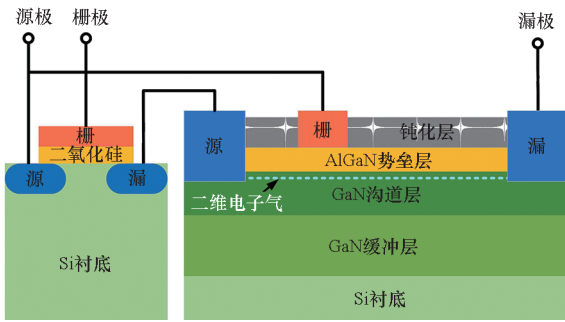 源极
栅极
漏极
栅
二氧化硅
源
漏
Si衬底
源
栅
钝化层
漏
AlGaN势垒层
二维电子气
GaN沟道层
GaN缓冲层
Si衬底